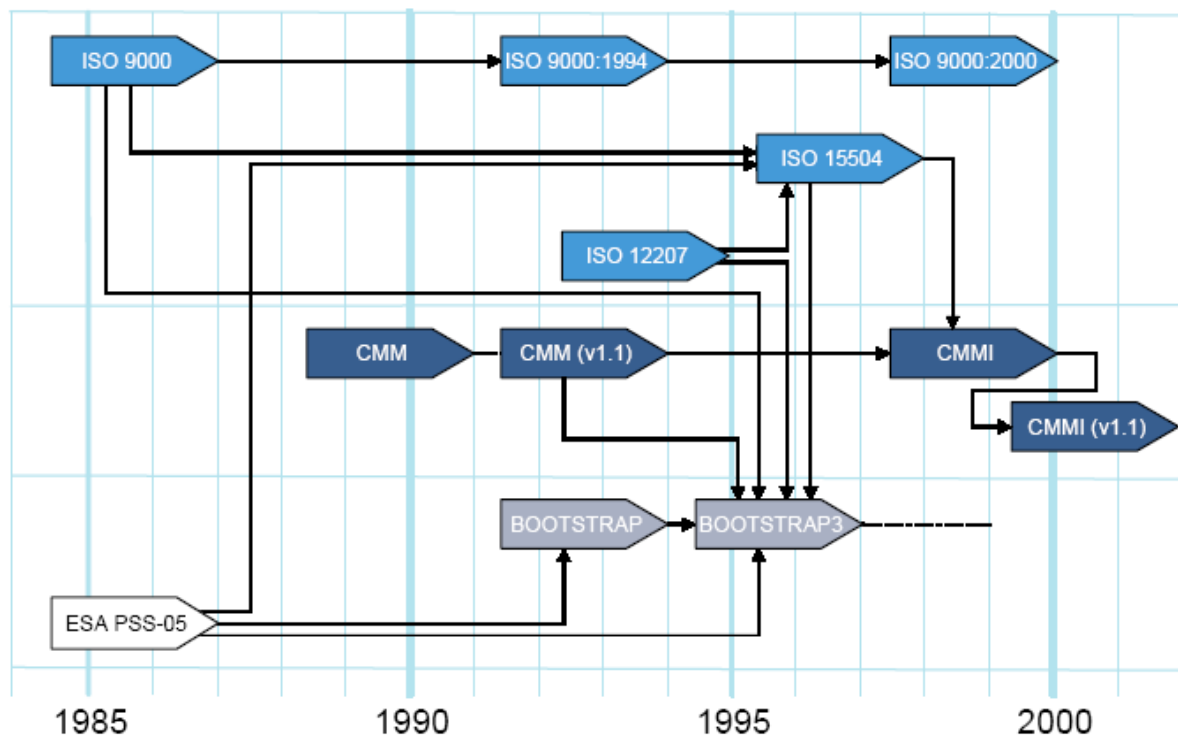 ISO 9000
ISO 9000:1994
ISO 9000:2000
ISO 15504
ISO 12207
CMM
CMM (v1.1)
CMMI
CMMI (v1.1)
BOOTSTRAP
BOOTSTRAP3
ESA PSS-05
1985
1990
1995
2000